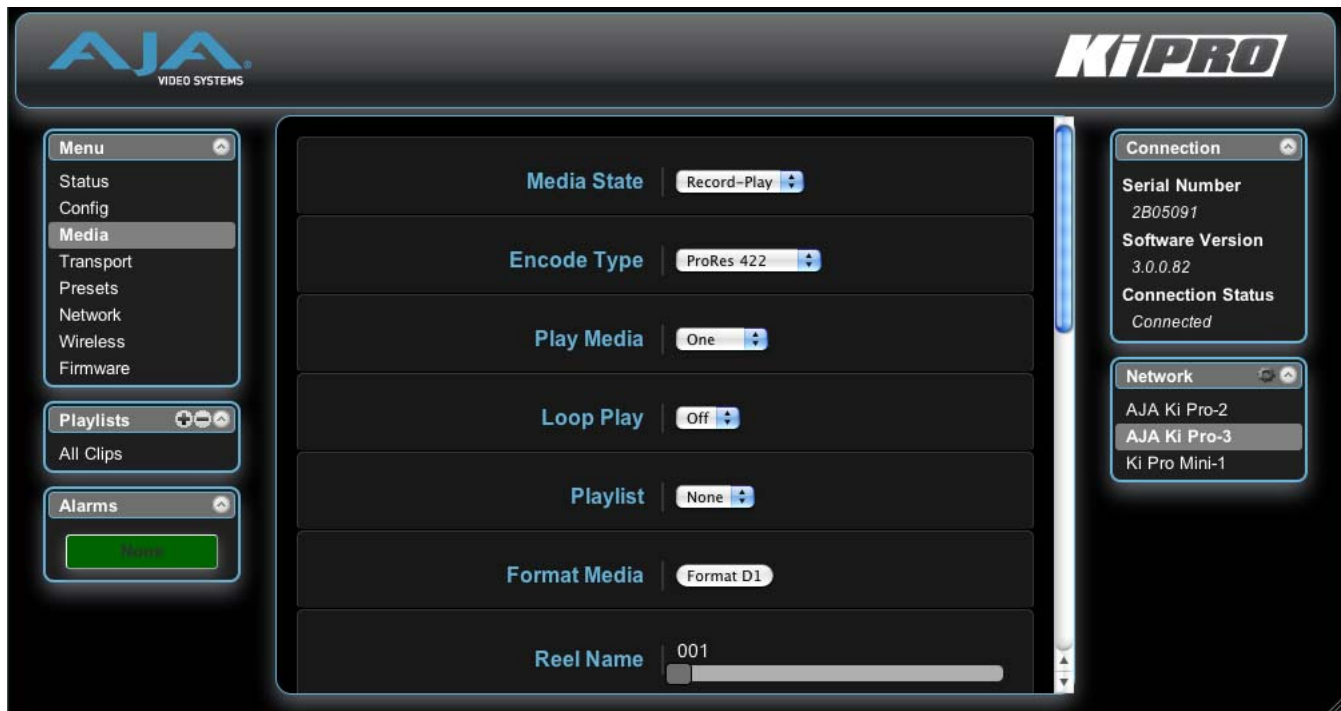 AJA
VIDEO SYSTEMS
Ki PRO
Menu
Status
Config
Media
Transport
Presets
Network
Wireless
Firmware
Playlists
All Clips
Alarms
None
Media State
Record-Play
Encode Type
ProRes 422
Play Media
One
Loop Play
Off
Playlist
None
Format Media
Format D1
Reel Name
001
Connection
Serial Number
2B05091
Software Version
3.0.0.82
Connection Status
Connected
Network
AJA Ki Pro-2
AJA Ki Pro-3
Ki Pro Mini-1